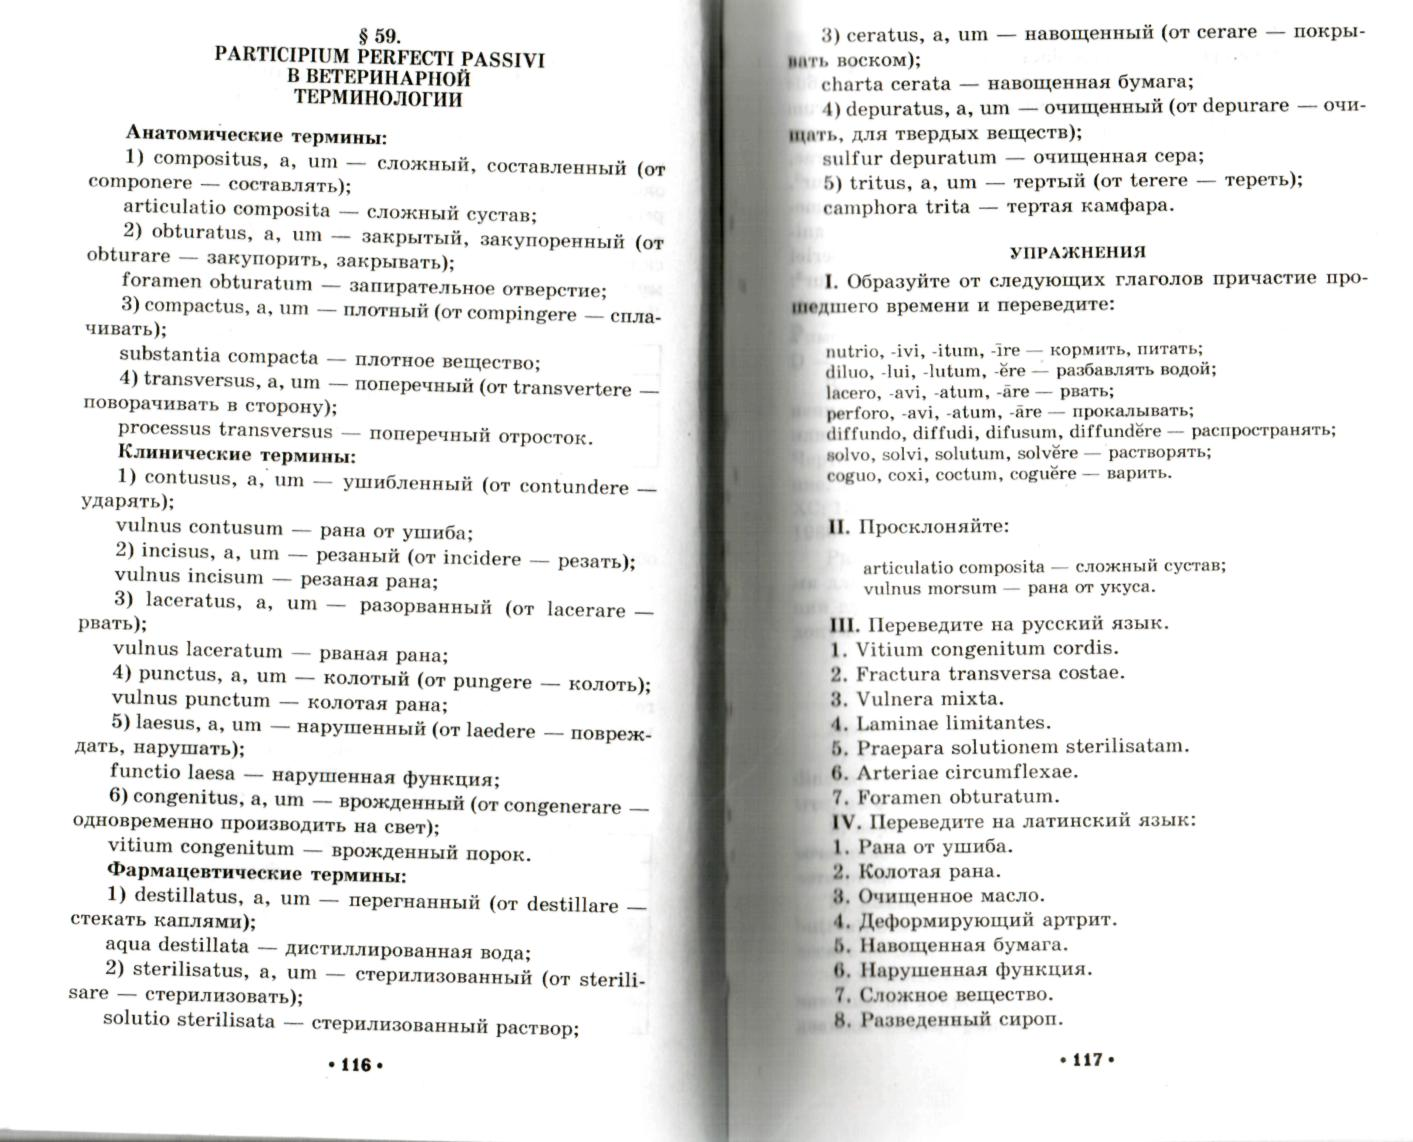 § 59.
PARTICIPIUM PERFECTI PASSIVI
В ВЕТЕРИНАРНОЙ
ТЕРМИНОЛОГИИ
Анатомические термины:
1) compositus, a, um — сложный, составленный (от
componere — составлять);
articulatio composita — сложный сустав;
2) obturatus, a, um — закрытый, закупоренный (от
obturare — закупорить, закрывать);
foramen obturatum — запирательное отверстие;
3) compactus, a, um — плотный (от compingere — спла-
чивать);
substantia compacta — плотное вещество;
4) transversus, a, um — поперечный (от transvertere —
поворачивать в сторону);
processus transversus — поперечный отросток.
Клинические термины:
1) contusus, a, um — ушибленный (от contundere —
ударять);
vulnus contusum — рана от ушиба;
2) incisus, a, um — резаный (от incidere — резать);
vulnus incisum — резаная рана;
3) laceratus, a, um — разорванный (от lacerare —
рвать);
vulnus laceratum — рваная рана;
4) punctus, a, um — колотый (от pungere — колоть);
vulnus punctum — колотая рана;
5) laesus, a, um — нарушенный (от laedere — повреж-
дать, нарушать);
functio laesa — нарушенная функция;
6) congenitus, a, um — врожденный (от congenerare —
одновременно производить на свет);
vitium congenitum — врожденный порок.
Фармацевтические термины:
1) destillatus, a, um — перегнанный (от destillare —
стекать каплями);
aqua destillata — дистиллированная вода;
2) sterilisatus, a, um — стерилизованный (от sterili-
sare — стерилизовать);
solutio sterilisata — стерилизованный раствор;
• 116 •
3) ceratus, a, um — навощенный (от cerare — покры-
вать воском);
charta cerata — навощенная бумага;
4) depuratus, a, um — очищенный (от depurare — очи-
щать, для твердых веществ);
sulfur depuratum — очищенная сера;
5) tritus, a, um — тертый (от terere — тереть);
camphora trita — тертая камфара.
УПРАЖНЕНИЯ
I. Образуйте от следующих глаголов причастие про-
шедшего времени и переведите:
nutrio, -ivi, -itum, -īre — кормить, питать;
diluo, -lui, -lutum, -ĕre — разбавлять водой;
lacero, -avi, -atum, -āre — рвать;
perforo, -avi, -atum, -āre — прокалывать;
diffundo, diffudi, difusum, diffundĕre — распространять;
solvo, solvi, solutum, solvĕre — растворять;
coguo, coxi, coctum, coguĕre — варить.
II. Просклоняйте:
articulatio composita — сложный сустав;
vulnus morsum — рана от укуса.
III. Переведите на русский язык.
1. Vitium congenitum cordis.
2. Fractura transversa costae.
3. Vulnera mixta.
4. Laminae limitantes.
5. Praepara solutionem sterilisatam.
6. Arteriae circumflexae.
7. Foramen obturatum.
IV. Переведите на латинский язык:
1. Рана от ушиба.
2. Колотая рана.
3. Очищенное масло.
4. Деформирующий артрит.
5. Навощенная бумага.
6. Нарушенная функция.
7. Сложное вещество.
8. Разведенный сироп.
• 117 •